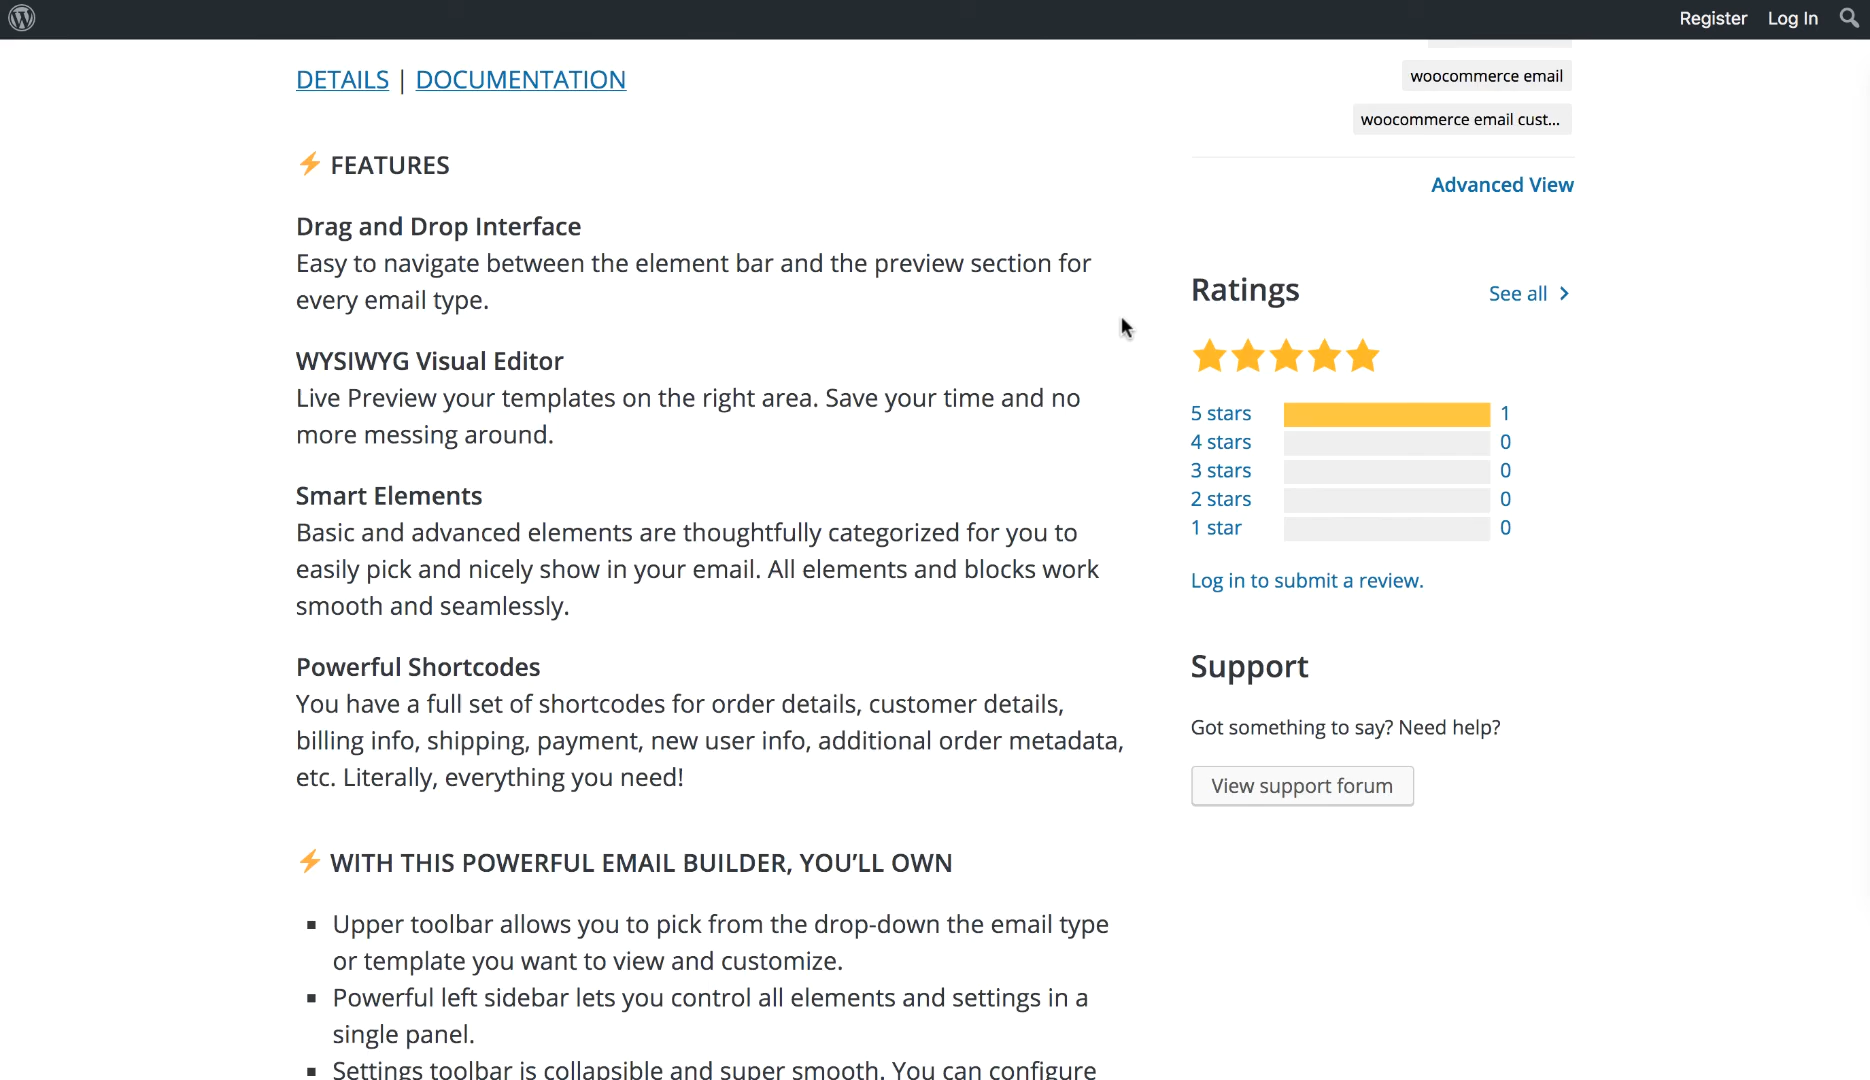 Register Log In
DETAILS | DOCUMENTATION
⚡ FEATURES
Drag and Drop Interface
Easy to navigate between the element bar and the preview section for
every email type.
WYSIWYG Visual Editor
Live Preview your templates on the right area. Save your time and no
more messing around.
Smart Elements
Basic and advanced elements are thoughtfully categorized for you to
easily pick and nicely show in your email. All elements and blocks work
smooth and seamlessly.
Powerful Shortcodes
You have a full set of shortcodes for order details, customer details,
billing info, shipping, payment, new user info, additional order metadata,
etc. Literally, everything you need!
⚡ WITH THIS POWERFUL EMAIL BUILDER, YOU’LL OWN
▪ Upper toolbar allows you to pick from the drop-down the email type
or template you want to view and customize.
▪ Powerful left sidebar lets you control all elements and settings in a
single panel.
▪ Settings toolbar is collapsible and super smooth. You can configure
woocommerce email
woocommerce email cust...
Advanced View
Ratings See all
5 stars 1
4 stars 0
3 stars 0
2 stars 0
1 star 0
Log in to submit a review.
Support
Got something to say? Need help?
View support forum